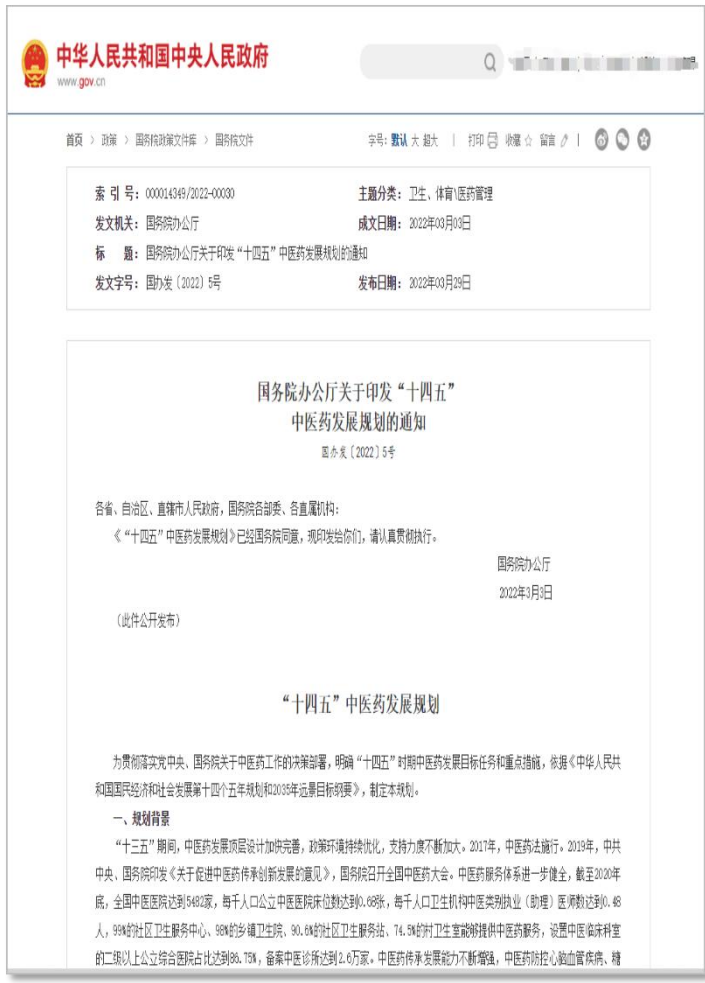 中华人民共和国中央人民政府
www.gov.cn
首页 > 政策 > 国务院政策文件库 > 国务院文件
字号：默认 大 超大 | 打印 收藏 ☆ 留言 |
索 引 号：000014349/2022-00030
主题分类：卫生、体育\医药管理
发文机关：国务院办公厅
成文日期：2022年03月03日
标 题：国务院办公厅关于印发“十四五”中医药发展规划的通知
发文字号：国办发〔2022〕5号
发布日期：2022年03月29日
国务院办公厅关于印发“十四五”
中医药发展规划的通知
国办发〔2022〕5号
各省、自治区、直辖市人民政府，国务院各部委、各直属机构：
《“十四五”中医药发展规划》已经国务院同意，现印发给你们，请认真贯彻执行。
国务院办公厅
2022年3月3日
（此件公开发布）
“十四五”中医药发展规划
为贯彻落实党中央、国务院关于中医药工作的决策部署，明确“十四五”时期中医药发展目标任务和重点措施，依据《中华人民共
和国国民经济和社会发展第十四个五年规划和2035年远景目标纲要》，制定本规划。
一、规划背景
“十三五”期间，中医药发展顶层设计加快完善，政策环境持续优化，支持力度不断加大。2017年，中医药法施行。2019年，中共
中央、国务院印发《关于促进中医药传承创新发展的意见》，国务院召开全国中医药大会。中医药服务体系进一步健全，截至2020年
底，全国中医医院达到5482家，每千人口公立中医医院床位数达到0.68张，每千人口卫生机构中医类别执业（助理）医师数达到0.48
人，99%的社区卫生服务中心、98%的乡镇卫生院、90.6%的社区卫生服务站、74.5%的村卫生室能够提供中医药服务，设置中医临床科室
的二级以上公立综合医院占比达到86.75%，备案中医诊所达到2.6万家。中医药传承发展能力不断增强，中医药防控心脑血管疾病、糖